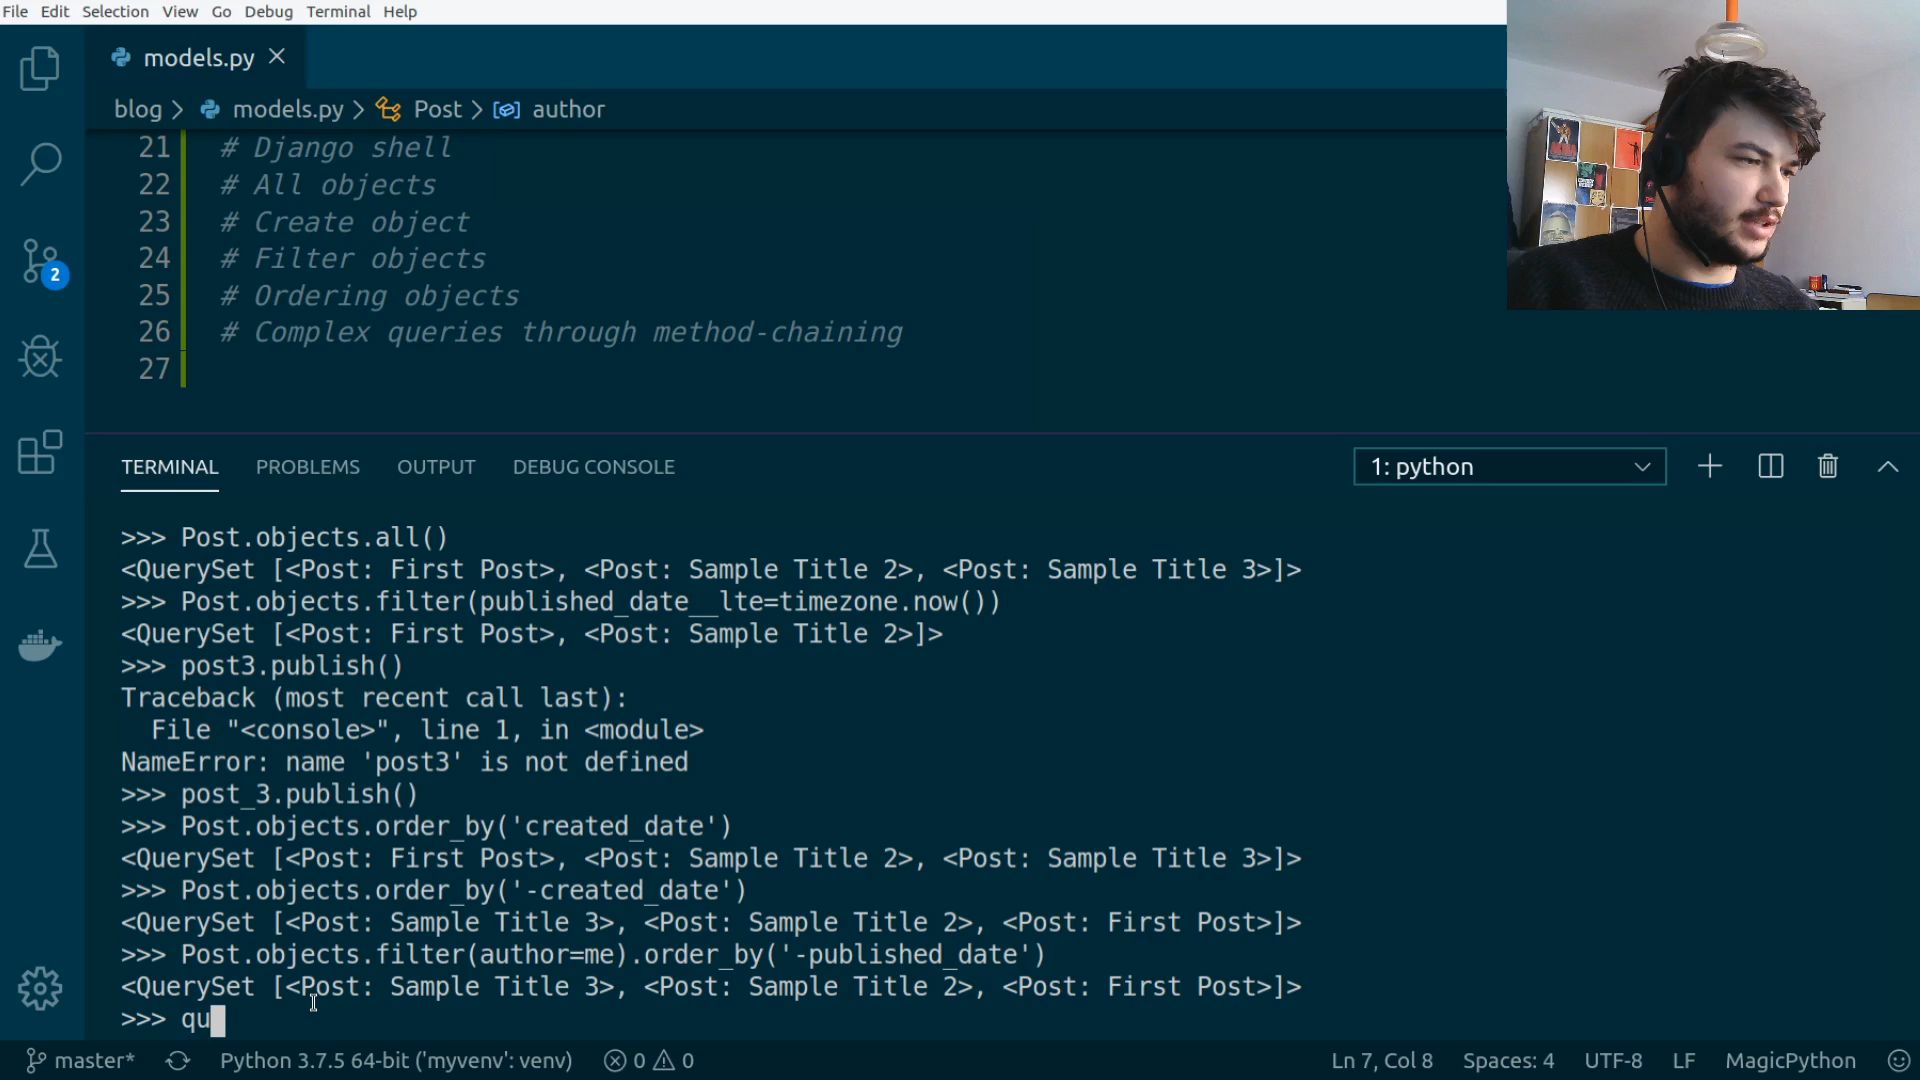 File Edit Selection View Go Debug Terminal Help
models.py
blog > models.py > Post > author
21 # Django shell
22 # All objects
23 # Create object
24 # Filter objects
25 # Ordering objects
26 # Complex queries through method-chaining
27
2
TERMINAL PROBLEMS OUTPUT DEBUG CONSOLE 1: python
>>> Post.objects.all()
<QuerySet [<Post: First Post>, <Post: Sample Title 2>, <Post: Sample Title 3>]>
>>> Post.objects.filter(published_date__lte=timezone.now())
<QuerySet [<Post: First Post>, <Post: Sample Title 2>]>
>>> post3.publish()
Traceback (most recent call last):
  File "<console>", line 1, in <module>
NameError: name 'post3' is not defined
>>> post_3.publish()
>>> Post.objects.order_by('created_date')
<QuerySet [<Post: First Post>, <Post: Sample Title 2>, <Post: Sample Title 3>]>
>>> Post.objects.order_by('-created_date')
<QuerySet [<Post: Sample Title 3>, <Post: Sample Title 2>, <Post: First Post>]>
>>> Post.objects.filter(author=me).order_by('-published_date')
<QuerySet [<Post: Sample Title 3>, <Post: Sample Title 2>, <Post: First Post>]>
>>> qu
master* Python 3.7.5 64-bit ('myvenv': venv) 0 0 Ln 7, Col 8 Spaces: 4 UTF-8 LF MagicPython